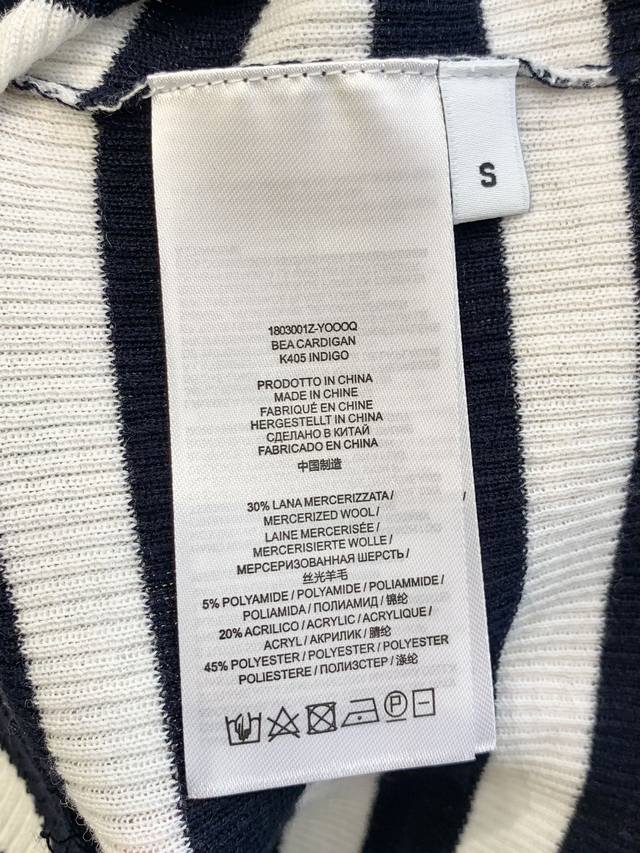 S
1803001Z-YOOOQ
BEA CARDIGAN
K405 INDIGO
PRODOTTO IN CHINA
MADE IN CHINE
FABRIQUÉ EN CHINE
HERGESTELLT IN CHINA
СДЕЛАНО В КИТАЙ
FABRICADO EN CHINA
中国制造
30% LANA MERCERIZZATA /
MERCERIZED WOOL /
LAINE MERCERISÉE /
MERCERISIERTE WOLLE /
МЕРСЕРИЗОВАННАЯ ШЕРСТЬ /
丝光羊毛
5% POLYAMIDE / POLYAMIDE / POLIAMMIDE /
POLIAMIDA / ПОЛИАМИД / 锦纶
20% ACRILICO / ACRYLIC / ACRYLIQUE /
ACRYL / АКРИЛИК / 腈纶
45% POLYESTER / POLYESTER / POLYESTER
POLIESTERE / ПОЛИЭСТЕР / 涤纶
P